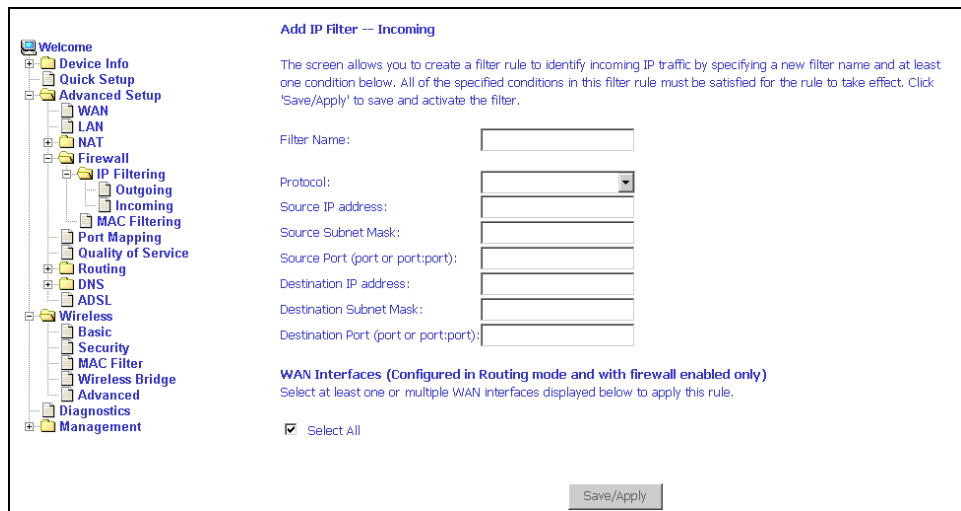 Welcome
Device Info
Quick Setup
Advanced Setup
WAN
LAN
NAT
Firewall
IP Filtering
Outgoing
Incoming
MAC Filtering
Port Mapping
Quality of Service
Routing
DNS
ADSL
Wireless
Basic
Security
MAC Filter
Wireless Bridge
Advanced
Diagnostics
Management
Add IP Filter -- Incoming
The screen allows you to create a filter rule to identify incoming IP traffic by specifying a new filter name and at least
one condition below. All of the specified conditions in this filter rule must be satisfied for the rule to take effect. Click
'Save/Apply' to save and activate the filter.
Filter Name:
Protocol:
Source IP address:
Source Subnet Mask:
Source Port (port or port:port):
Destination IP address:
Destination Subnet Mask:
Destination Port (port or port:port):
WAN Interfaces (Configured in Routing mode and with firewall enabled only)
Select at least one or multiple WAN interfaces displayed below to apply this rule.
Select All
Save/Apply